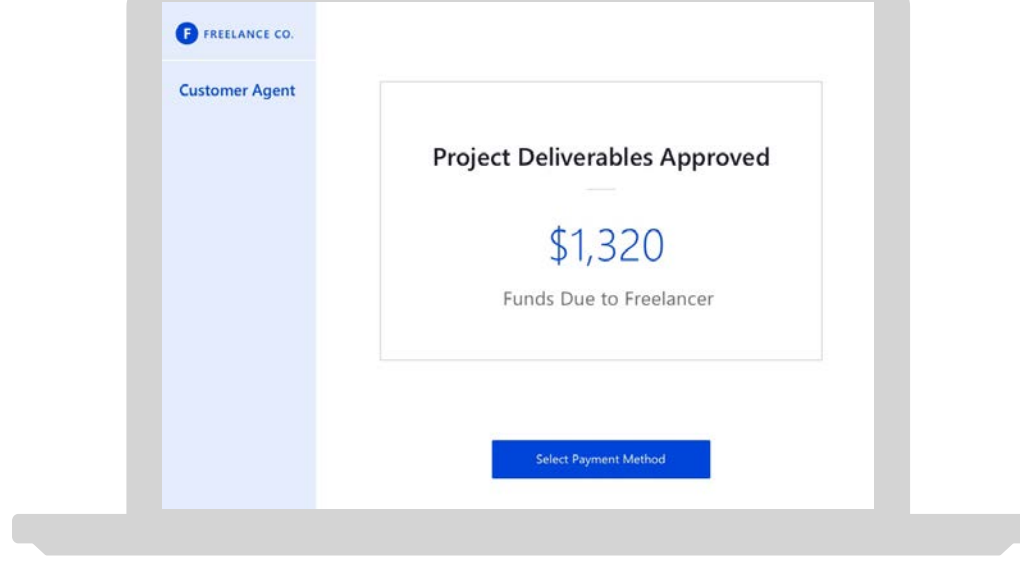 F FREELANCE CO.
Customer Agent
Project Deliverables Approved
$1,320
Funds Due to Freelancer
Select Payment Method